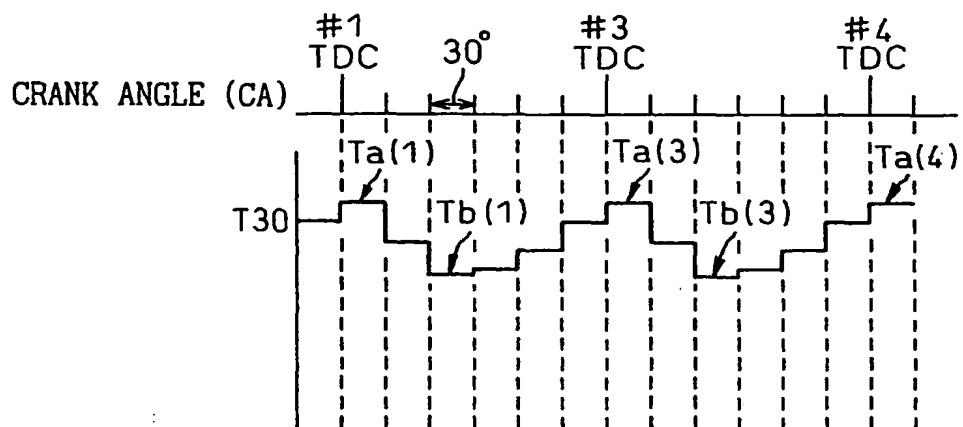 #1 #3 #4
TDC 30° TDC TDC
CRANK ANGLE (CA)
Ta(1) Ta(3) Ta(4)
T30 Tb(1) Tb(3)